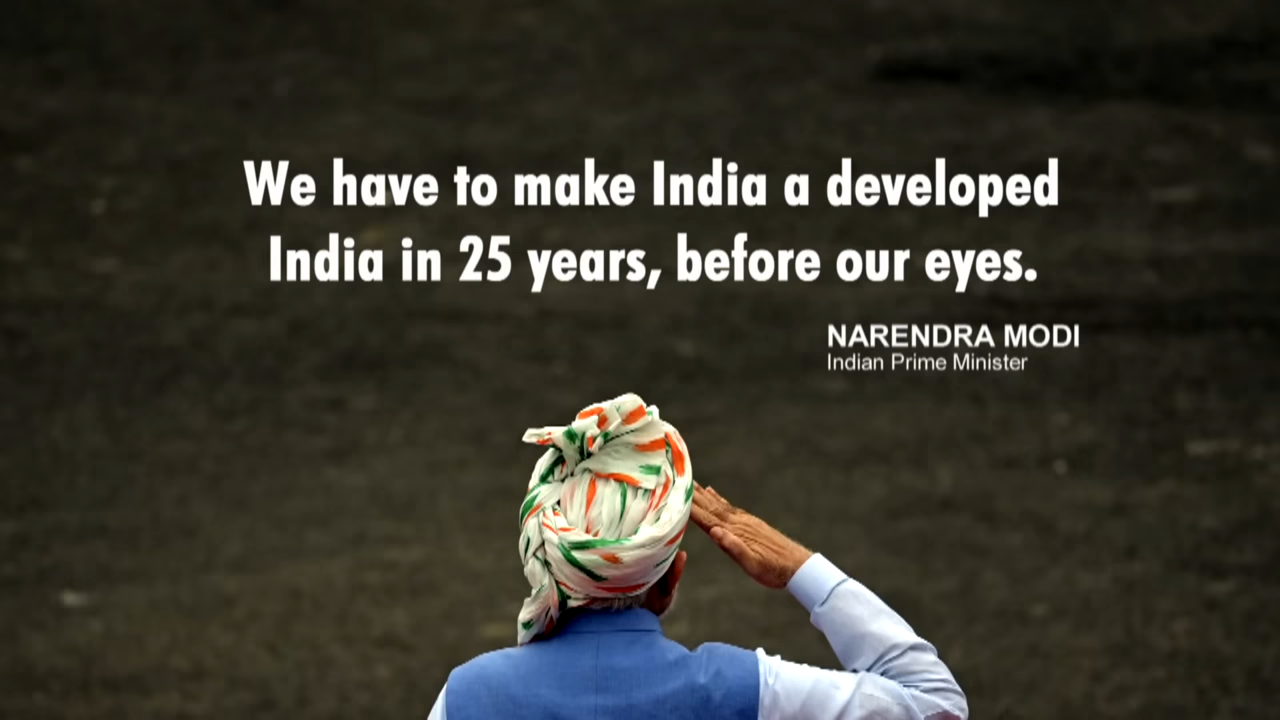 We have to make India a developed
India in 25 years, before our eyes.
NARENDRA MODI
Indian Prime Minister